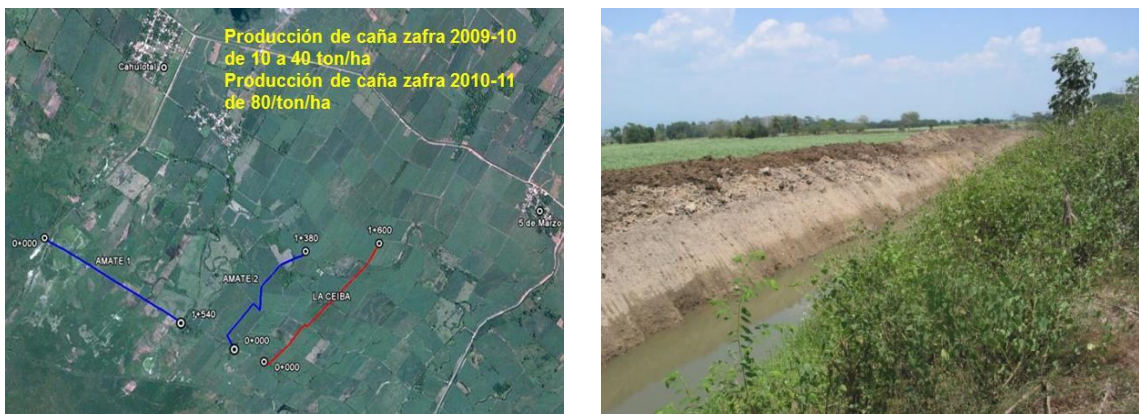 Producción de caña zafra 2009-10
de 10 a 40 ton/ha
Producción de caña zafra 2010-11
de 80/ton/ha
Cahulotal
5 de Marzo
0+000
AMATE 1
1+540
1+380
AMATE 2
0+000
1+600
LA CEIBA
0+000